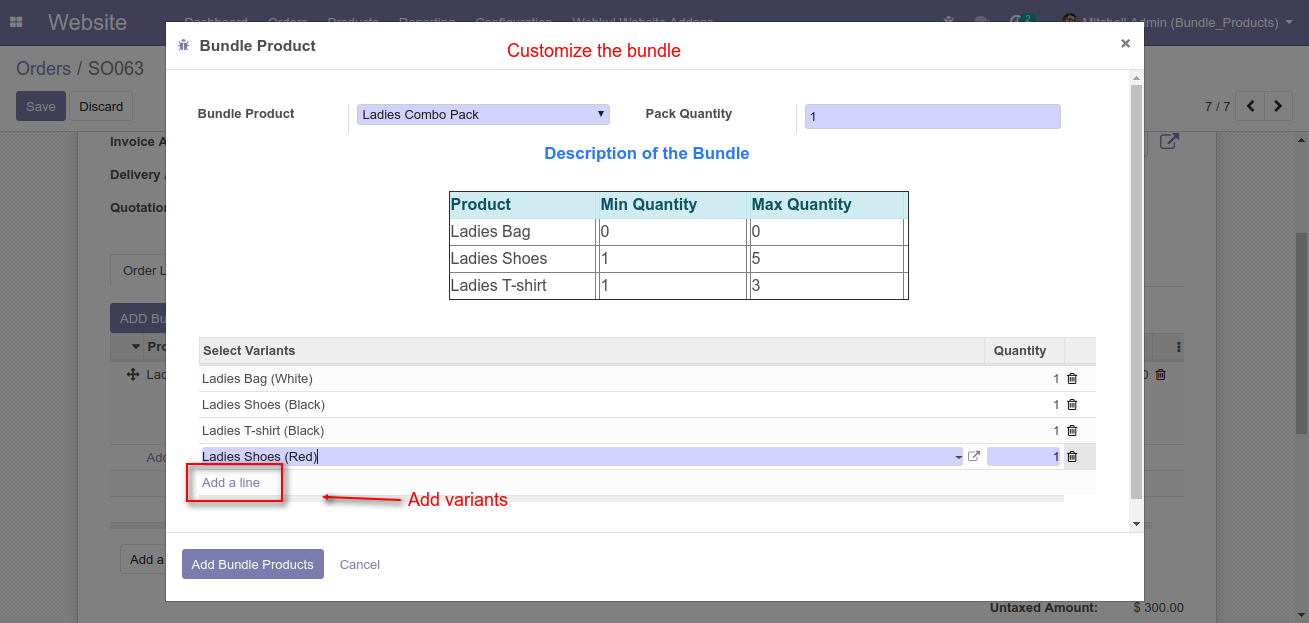 Website
Dashboard Orders Products Reporting Configuration Webkul Website Addons
2
Mitchell Admin (Bundle_Products)
Orders / SO063
Save Discard
7 / 7
Bundle Product
Customize the bundle
×
Bundle Product
Ladies Combo Pack
Pack Quantity
1
Description of the Bundle
Product Min Quantity Max Quantity
Ladies Bag 0 0
Ladies Shoes 1 5
Ladies T-shirt 1 3
Select Variants Quantity
Ladies Bag (White) 1
Ladies Shoes (Black) 1
Ladies T-shirt (Black) 1
Ladies Shoes (Red) 1
Add a line
Add variants
Add Bundle Products Cancel
Invoice A
Delivery
Quotation
Order L
ADD Bu
Pro
Lad
Add
Add a
Untaxed Amount: $ 300.00